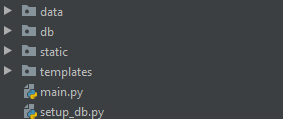 data
db
static
templates
main.py
setup_db.py